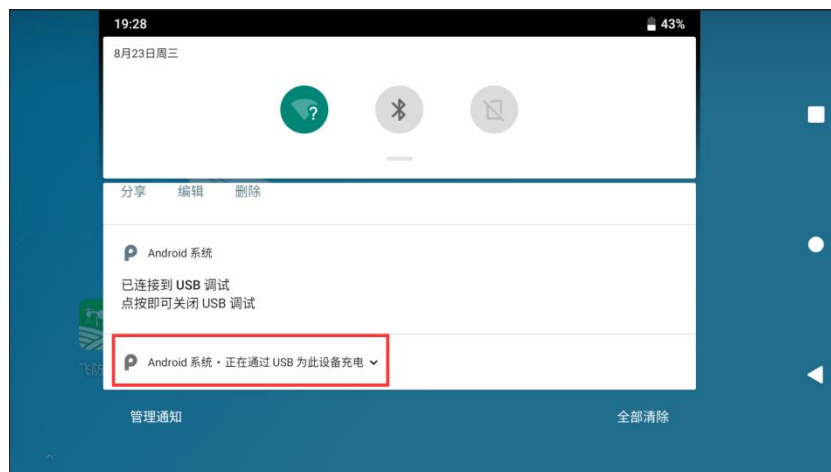 19:28
43%
8月23日周三
?
分享 编辑 删除
Android 系统
已连接到 USB 调试
点按即可关闭 USB 调试
Android 系统 · 正在通过 USB 为此设备充电
飞防
管理通知 全部清除